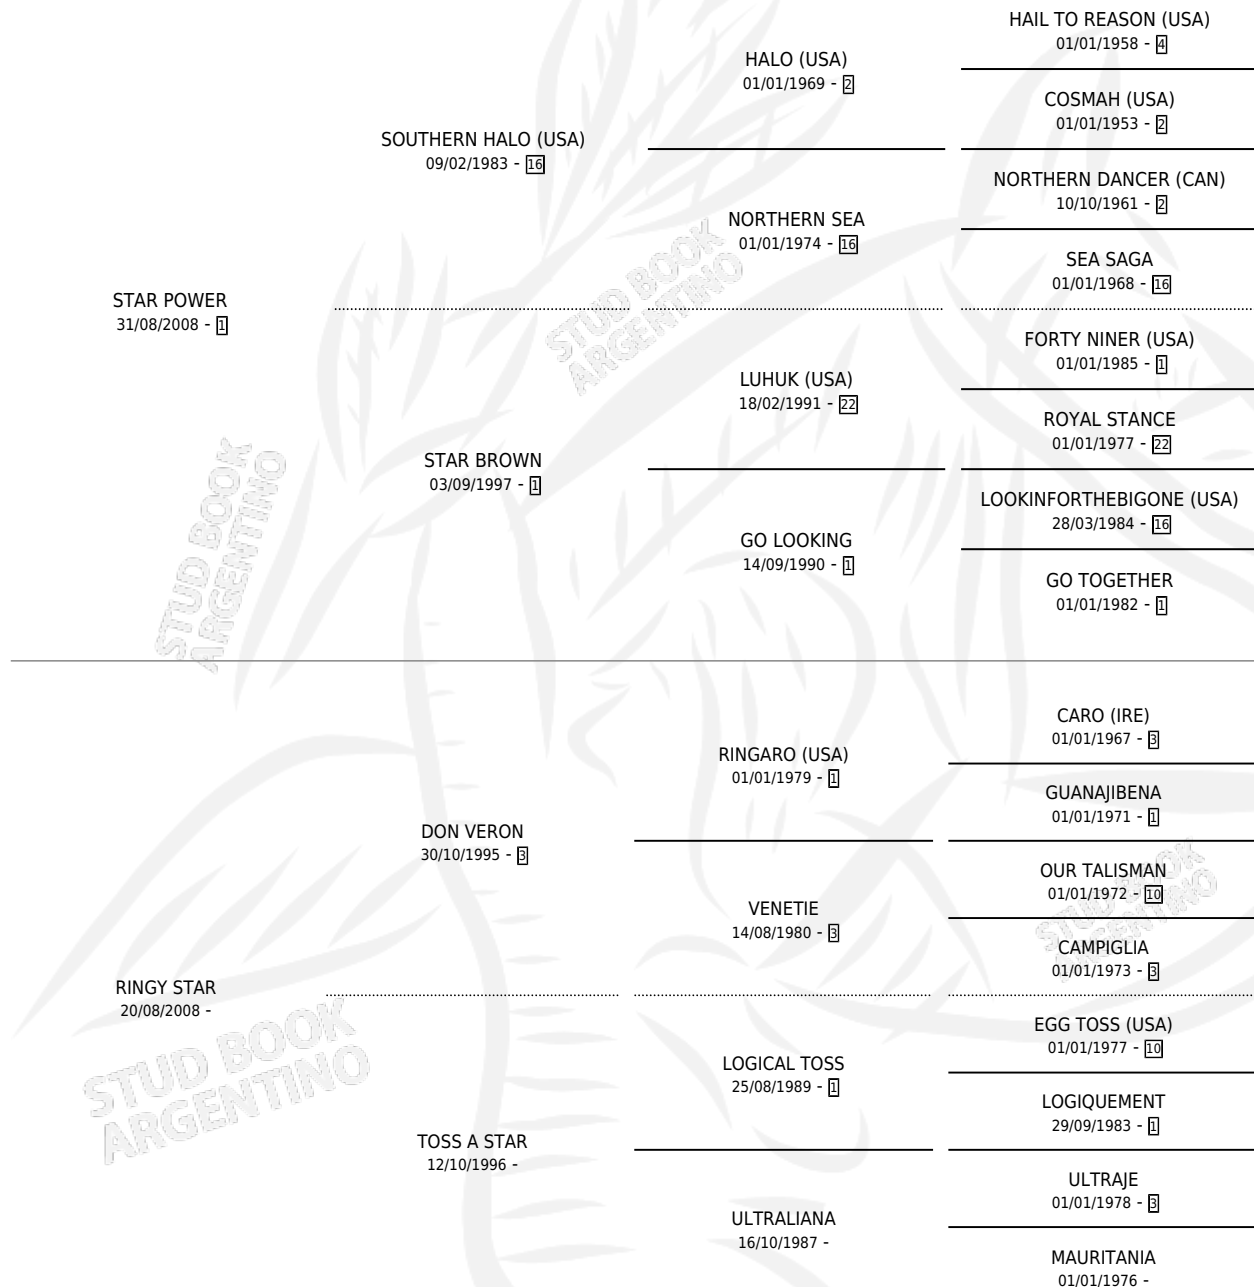 HAIL TO REASON (USA)
01/01/1958 - 4
HALO (USA)
01/01/1969 - 2
COSMAH (USA)
01/01/1953 - 2
SOUTHERN HALO (USA)
09/02/1983 - 16
NORTHERN DANCER (CAN)
10/10/1961 - 2
NORTHERN SEA
01/01/1974 - 16
SEA SAGA
01/01/1968 - 16
STAR POWER
31/08/2008 - 1
FORTY NINER (USA)
01/01/1985 - 1
LUHUK (USA)
18/02/1991 - 22
ROYAL STANCE
01/01/1977 - 22
STAR BROWN
03/09/1997 - 1
LOOKINFORTHEBIGONE (USA)
28/03/1984 - 16
GO LOOKING
14/09/1990 - 1
GO TOGETHER
01/01/1982 - 1
CARO (IRE)
01/01/1967 - 3
RINGARO (USA)
01/01/1979 - 1
GUANAJIBENA
01/01/1971 - 1
DON VERON
30/10/1995 - 3
OUR TALISMAN
01/01/1972 - 10
VENETIE
14/08/1980 - 3
CAMPIGLIA
01/01/1973 - 3
RINGY STAR
20/08/2008 -
EGG TOSS (USA)
01/01/1977 - 10
LOGICAL TOSS
25/08/1989 - 1
LOGIQUEMENT
29/09/1983 - 1
TOSS A STAR
12/10/1996 -
ULTRAJE
01/01/1978 - 3
ULTRALIANA
16/10/1987 -
MAURITANIA
01/01/1976 -
STUD BOOK
ARGENTINO
STUD BOOK
ARGENTINO
STUD BOOK
ARGENTINO
STUD BOOK
ARGENTINO